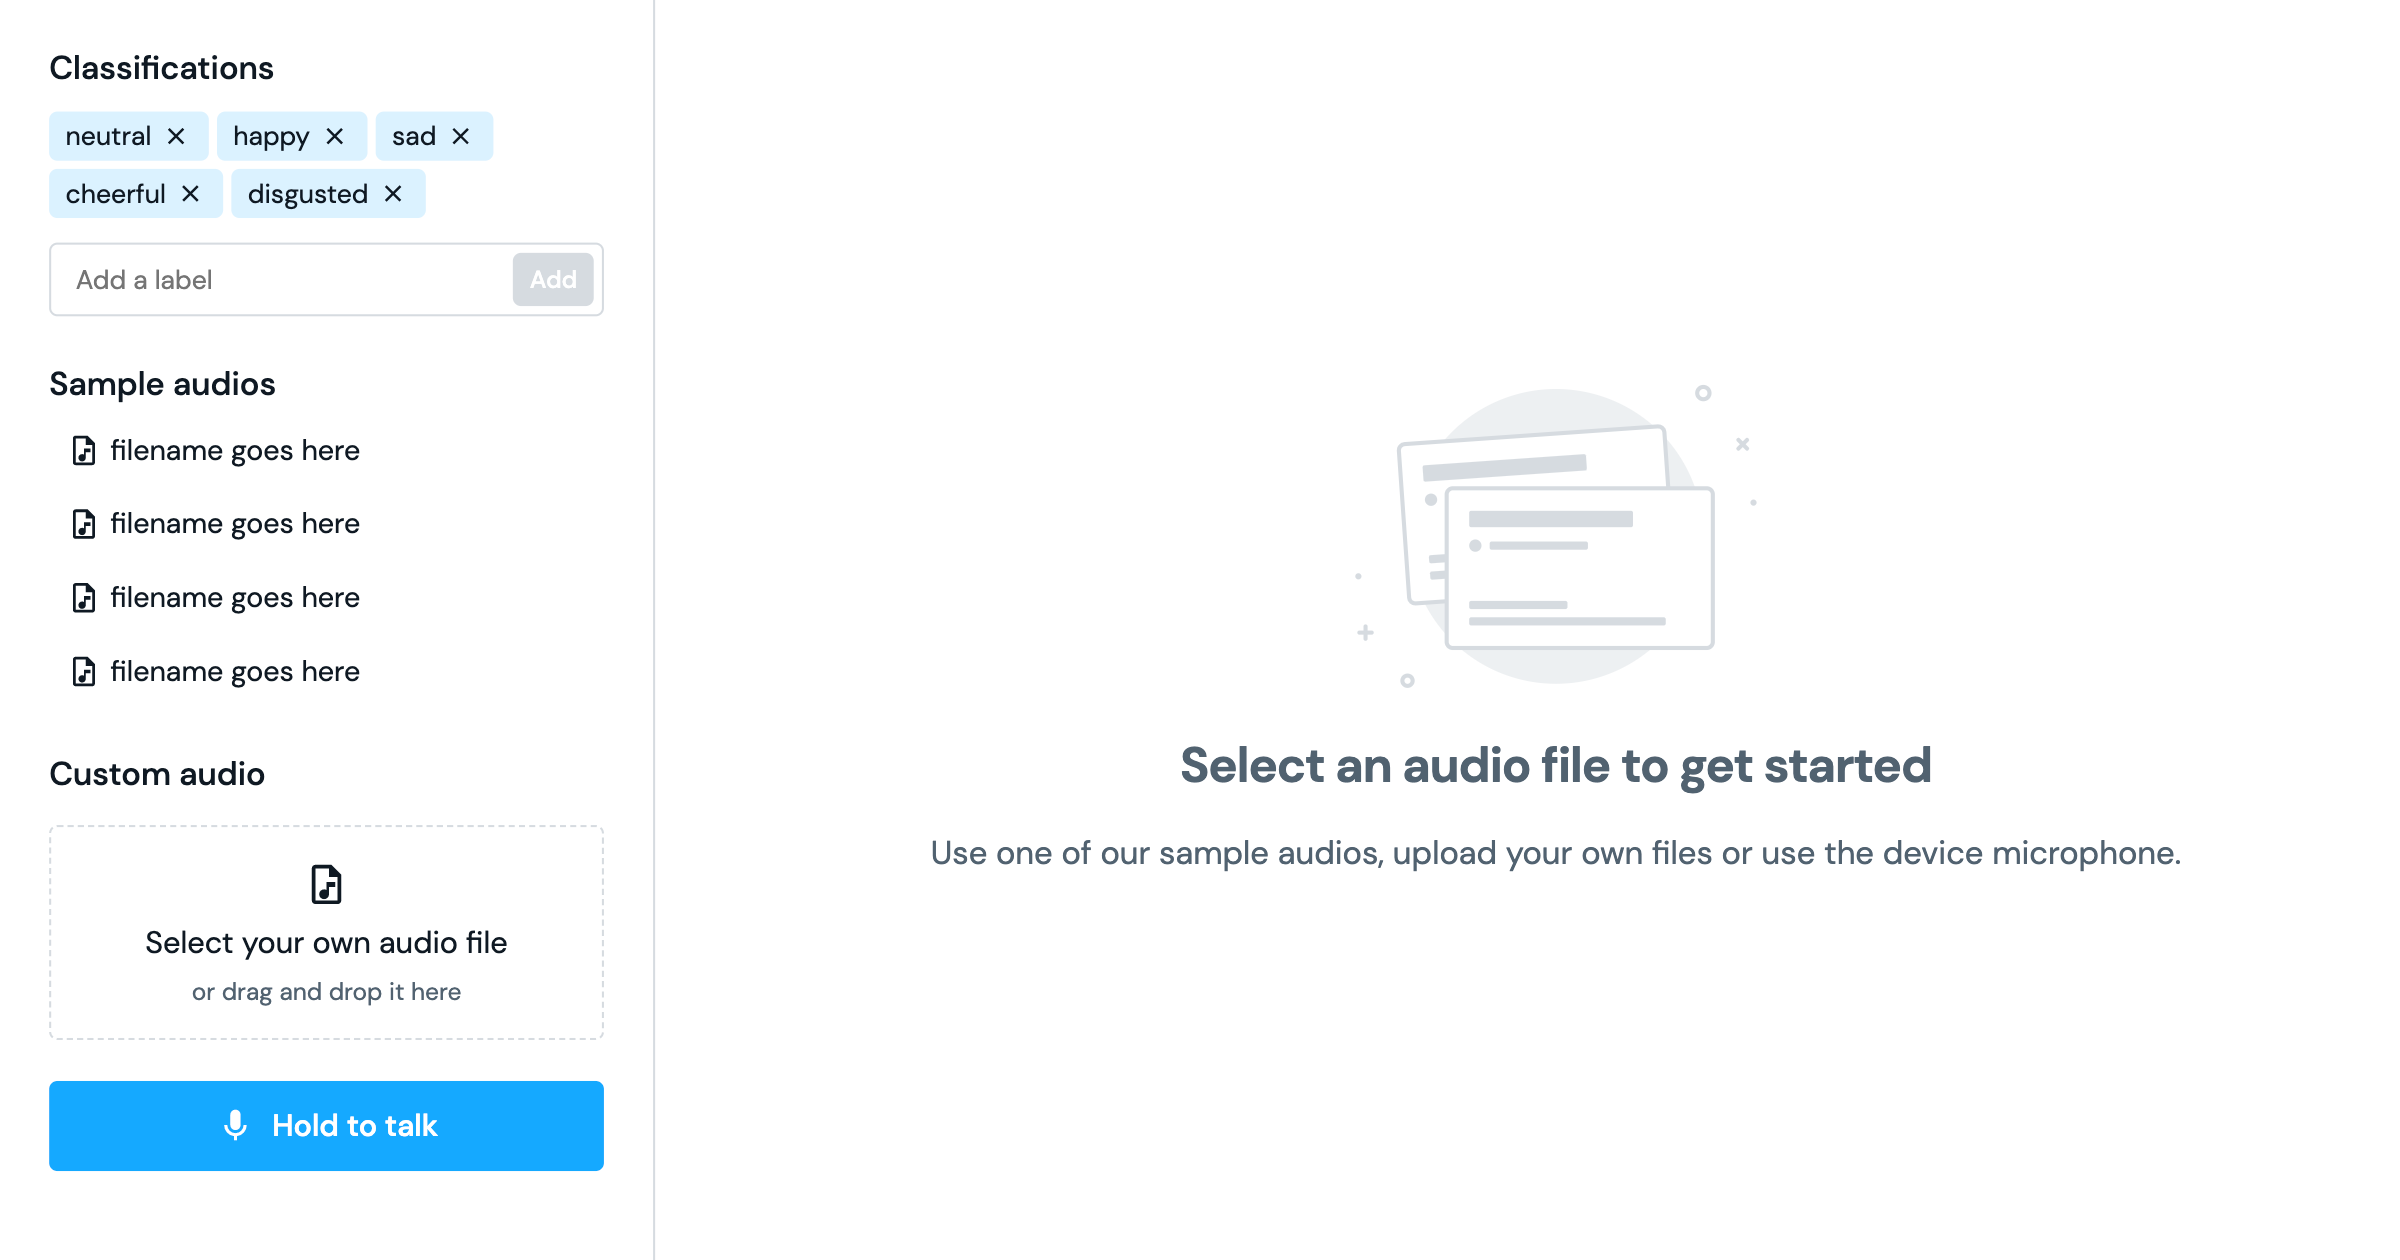 Classifications
neutral
happy
sad
cheerful
disgusted
Add a label
Add
Sample audios
filename goes here
filename goes here
filename goes here
filename goes here
Custom audio
Select your own audio file
or drag and drop it here
Hold to talk
Select an audio file to get started
Use one of our sample audios, upload your own files or use the device microphone.